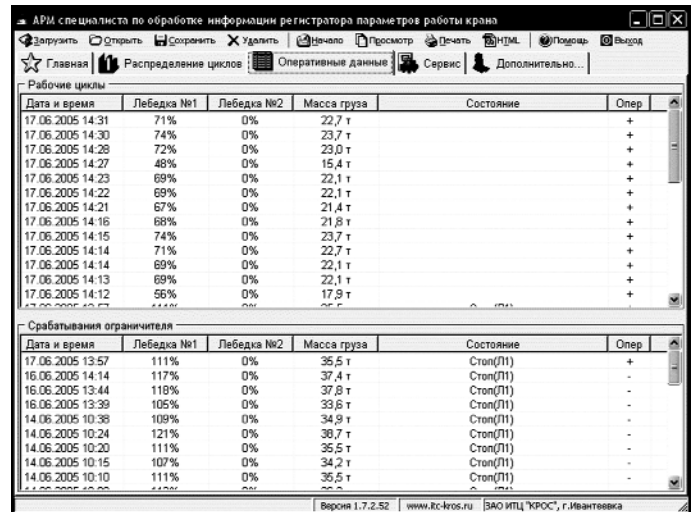 АРМ специалиста по обработке информации регистратора параметров работы крана
Загрузить Открыть Сохранить Удалить Начало Просмотр Печать HTML Помощь Выход
Главная Распределение циклов Оперативные данные Сервис Дополнительно...
Рабочие циклы
Дата и время Лебедка №1 Лебедка №2 Масса груза Состояние Опер
17.06.2005 14:31 71% 0% 22,7 т +
17.06.2005 14:30 74% 0% 23,7 т +
17.06.2005 14:28 72% 0% 23,0 т +
17.06.2005 14:27 48% 0% 15,4 т +
17.06.2005 14:23 69% 0% 22,1 т +
17.06.2005 14:22 69% 0% 22,1 т +
17.06.2005 14:21 67% 0% 21,4 т +
17.06.2005 14:16 68% 0% 21,8 т +
17.06.2005 14:15 74% 0% 23,7 т +
17.06.2005 14:14 71% 0% 22,7 т +
17.06.2005 14:14 69% 0% 22,1 т +
17.06.2005 14:13 69% 0% 22,1 т +
17.06.2005 14:12 56% 0% 17,9 т +
Срабатывания ограничителя
Дата и время Лебедка №1 Лебедка №2 Масса груза Состояние Опер
17.06.2005 13:57 111% 0% 35,5 т Стоп(Л1) +
16.06.2005 14:14 117% 0% 37,4 т Стоп(Л1) -
16.06.2005 13:44 118% 0% 37,8 т Стоп(Л1) -
16.06.2005 13:39 105% 0% 33,6 т Стоп(Л1) -
14.06.2005 10:38 109% 0% 34,9 т Стоп(Л1) -
14.06.2005 10:24 121% 0% 38,7 т Стоп(Л1) -
14.06.2005 10:20 111% 0% 35,5 т Стоп(Л1) -
14.06.2005 10:15 107% 0% 34,2 т Стоп(Л1) -
14.06.2005 10:10 111% 0% 35,5 т Стоп(Л1) -
Версия 1.7.2.52 www.itc-kros.ru ЗАО ИТЦ "КРОС", г.Ивантеевка